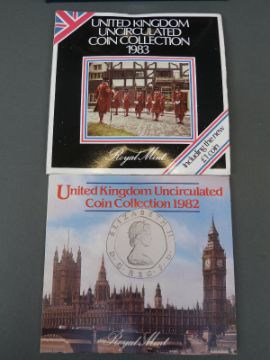 UNITED KINGDOM
UNCIRCULATED
COIN COLLECTION
1983
including the new
£1 coin
Royal Mint
United Kingdom Uncirculated
Coin Collection 1982
ELIZABETH II
D·G·REG·F·D·
Royal Mint